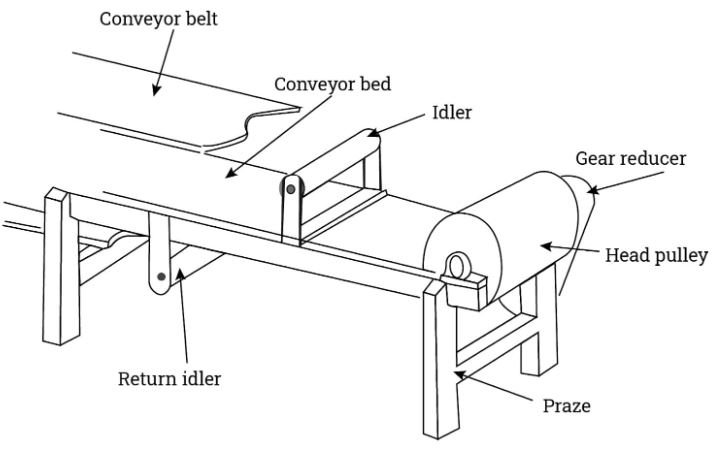 Conveyor belt
Conveyor bed
Idler
Gear reducer
Head pulley
Return idler
Praze